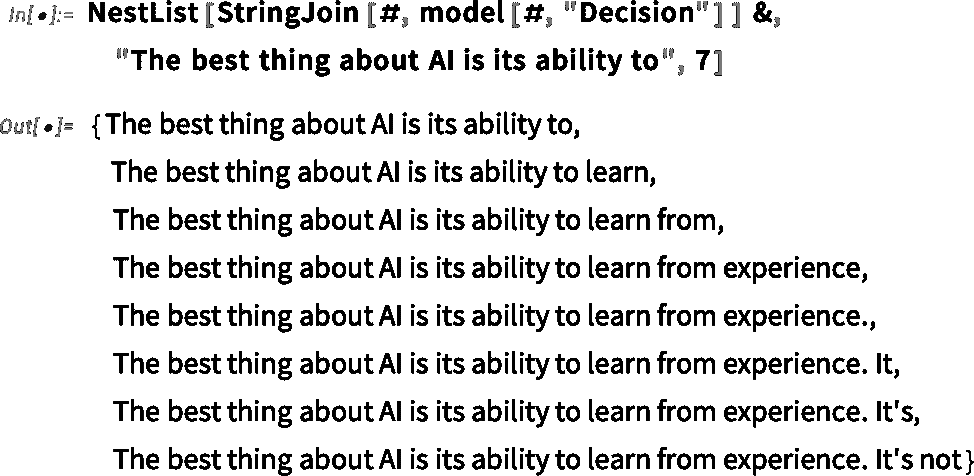 In[•]:= NestList[StringJoin[#, model[#, "Decision"]] &,
"The best thing about AI is its ability to", 7]
Out[•]= {The best thing about AI is its ability to,
The best thing about AI is its ability to learn,
The best thing about AI is its ability to learn from,
The best thing about AI is its ability to learn from experience,
The best thing about AI is its ability to learn from experience.,
The best thing about AI is its ability to learn from experience. It,
The best thing about AI is its ability to learn from experience. It's,
The best thing about AI is its ability to learn from experience. It's not}